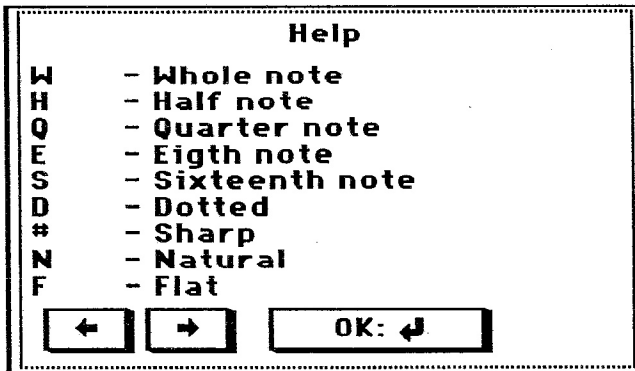 Help
W - Whole note
H - Half note
Q - Quarter note
E - Eigth note
S - Sixteenth note
D - Dotted
# - Sharp
N - Natural
F - Flat
← → OK: ↲